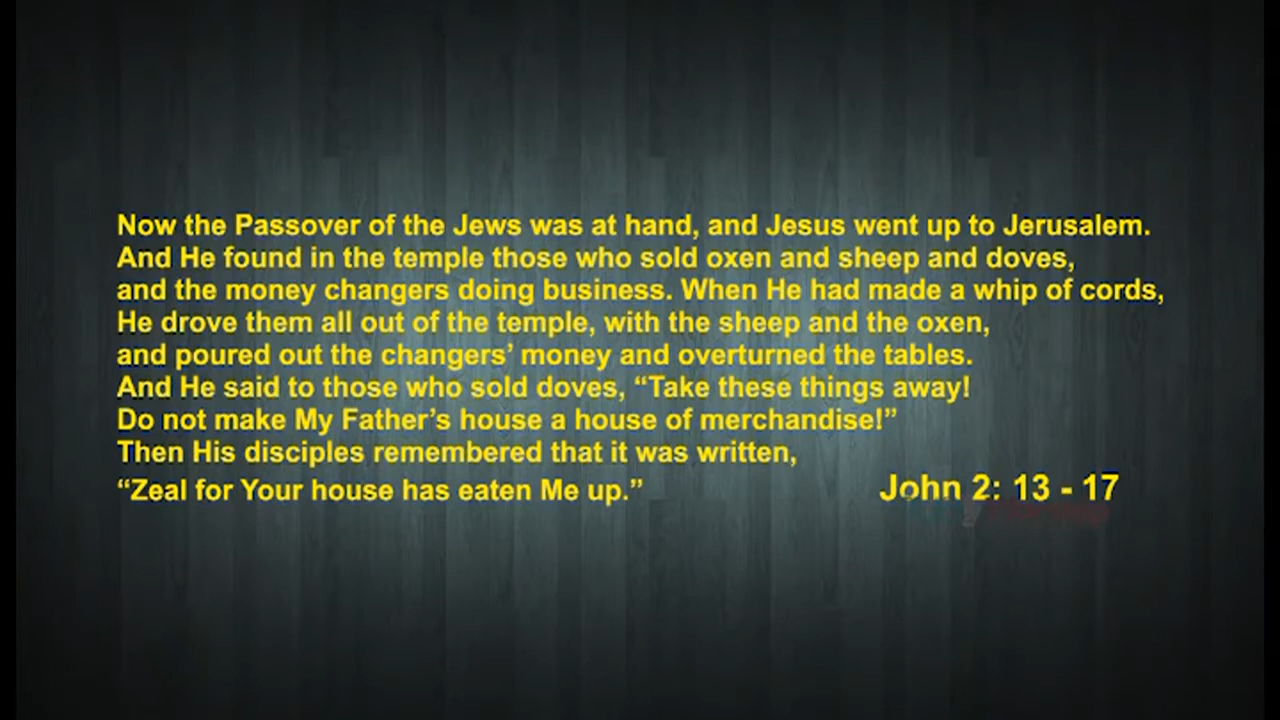 Now the Passover of the Jews was at hand, and Jesus went up to Jerusalem.
And He found in the temple those who sold oxen and sheep and doves,
and the money changers doing business. When He had made a whip of cords,
He drove them all out of the temple, with the sheep and the oxen,
and poured out the changers’ money and overturned the tables.
And He said to those who sold doves, “Take these things away!
Do not make My Father’s house a house of merchandise!”
Then His disciples remembered that it was written,
“Zeal for Your house has eaten Me up.” John 2: 13 - 17